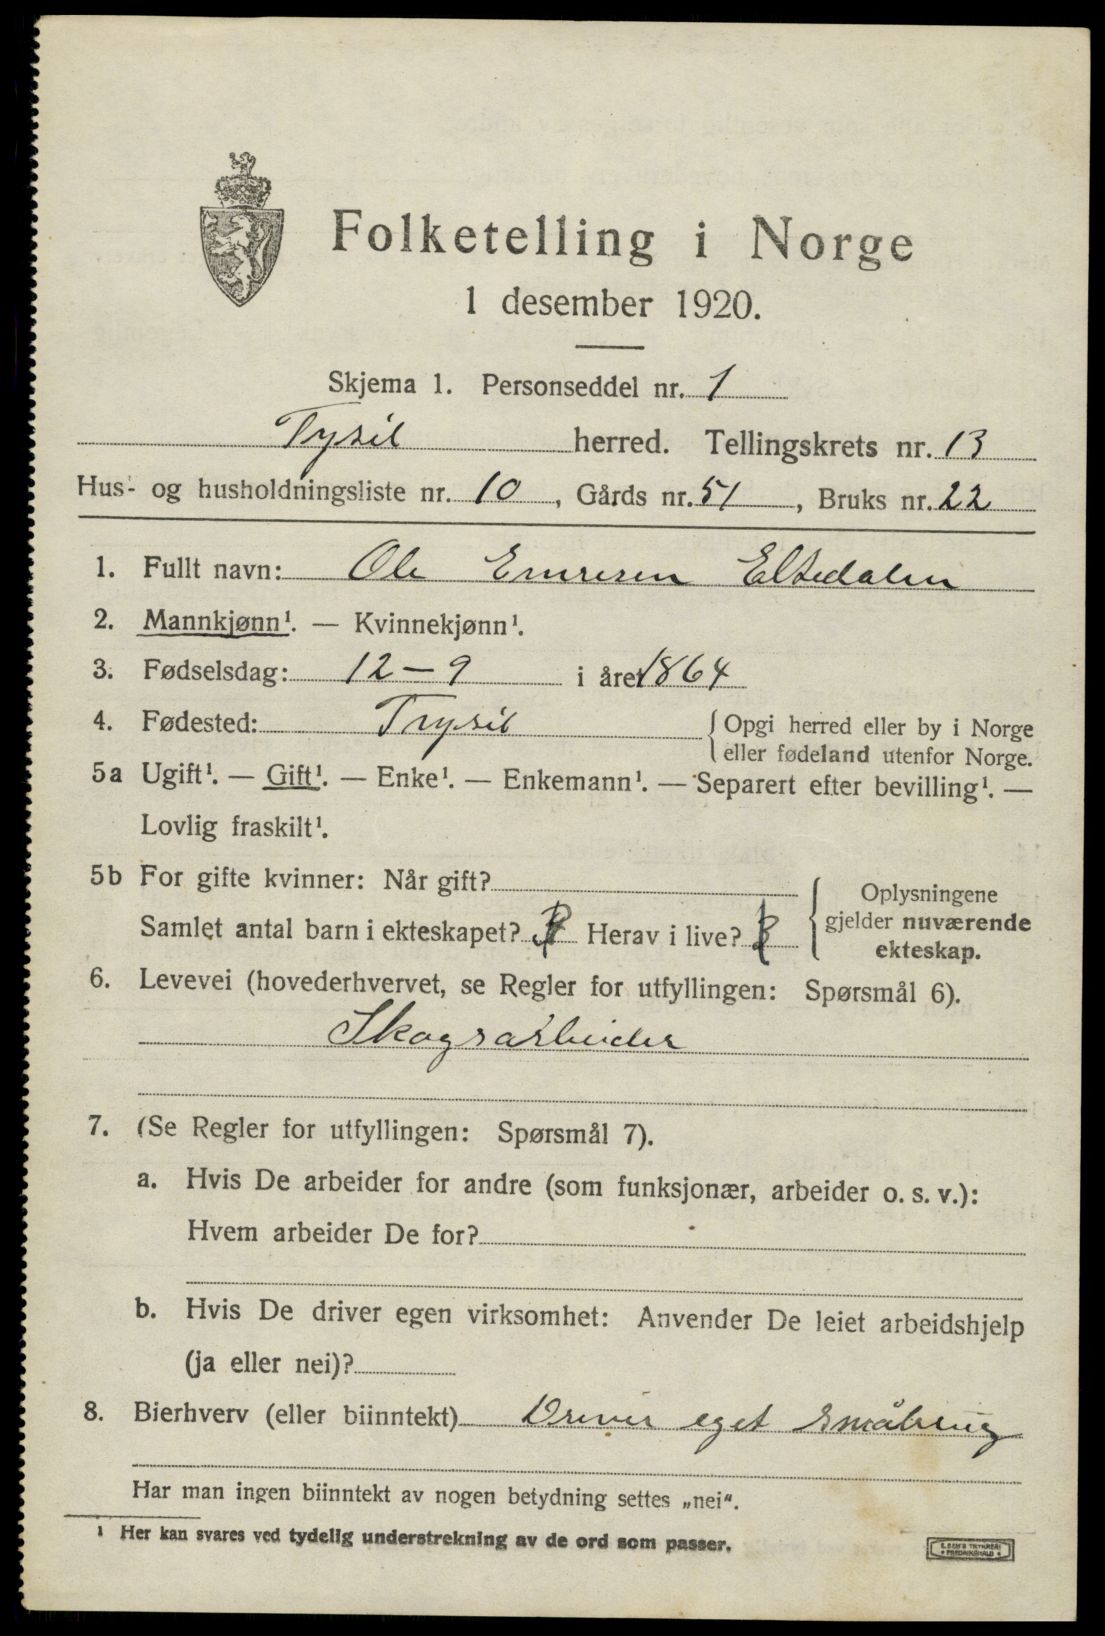 Folketelling i Norge
1 desember 1920.
Skjema 1. Personseddel nr. 1
Trysil herred. Tellingskrets nr. 13
Hus- og husholdningsliste nr. 10, Gårds nr. 51, Bruks nr. 22
1. Fullt navn: Ole Eltedalen
2. Mannkjønn¹. — Kvinnekjønn¹.
3. Fødselsdag: 12 — 9 i året 1864
4. Fødested: Trysil
{ Opgi herred eller by i Norge
eller fødeland utenfor Norge.
5a Ugift¹. — Gift¹. — Enke¹. — Enkemann¹. — Separert efter bevilling¹. —
Lovlig fraskilt¹.
5b For gifte kvinner: Når gift?
Samlet antal barn i ekteskapet? Herav i live?
{ Oplysningene
gjelder nuværende
ekteskap.
6. Levevei (hovederhvervet, se Regler for utfyllingen: Spørsmål 6).
Skogsarbeider
7. (Se Regler for utfyllingen: Spørsmål 7).
a. Hvis De arbeider for andre (som funksjonær, arbeider o. s. v.):
Hvem arbeider De for?
b. Hvis De driver egen virksomhet: Anvender De leiet arbeidshjelp
(ja eller nei)?
8. Bierhverv (eller biinntekt) Driver eget småbrug
Har man ingen biinntekt av nogen betydning settes „nei“.
¹ Her kan svares ved tydelig understrekning av de ord som passer.
E. SEM'S TRYKKERI
• FREDRIKSHALD •